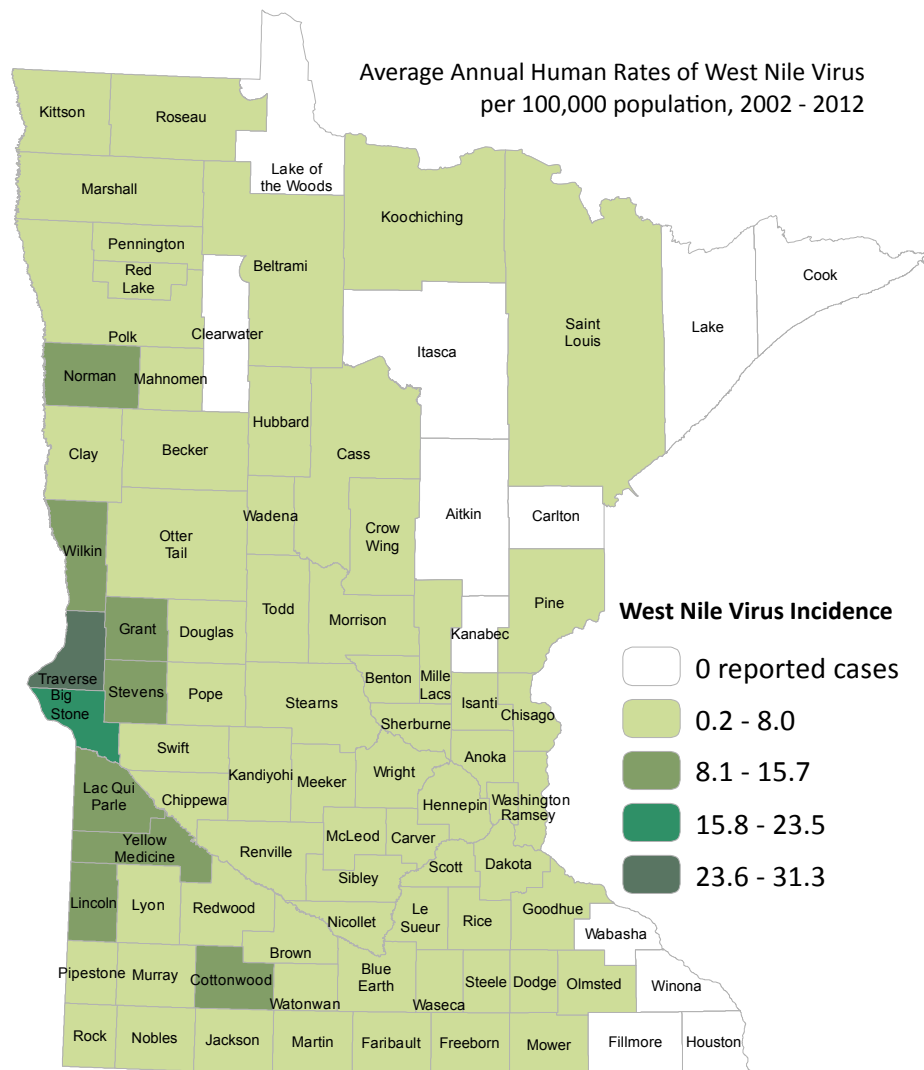 Average Annual Human Rates of West Nile Virus
per 100,000 population, 2002 - 2012
Kittson
Roseau
Lake of
the Woods
Marshall
Koochiching
Pennington
Red
Lake
Beltrami
Cook
Polk
Clearwater
Itasca
Saint
Louis
Lake
Norman
Mahnomen
Hubbard
Clay
Becker
Cass
Wadena
Aitkin
Carlton
Wilkin
Otter
Tail
Crow
Wing
Grant
Douglas
Todd
Morrison
Kanabec
Pine
Traverse
Stevens
Pope
Benton
Mille
Lacs
Big
Stone
Stearns
Isanti
Chisago
Sherburne
Swift
Kandiyohi
Meeker
Wright
Anoka
Lac Qui
Parle
Chippewa
Hennepin
Washington
Ramsey
Yellow
Medicine
Renville
McLeod
Carver
Scott
Dakota
Sibley
Lincoln
Lyon
Redwood
Nicollet
Le
Sueur
Rice
Goodhue
Wabasha
Brown
Pipestone
Murray
Cottonwood
Watonwan
Blue
Earth
Waseca
Steele
Dodge
Olmsted
Winona
Rock
Nobles
Jackson
Martin
Faribault
Freeborn
Mower
Fillmore
Houston
West Nile Virus Incidence
0 reported cases
0.2 - 8.0
8.1 - 15.7
15.8 - 23.5
23.6 - 31.3